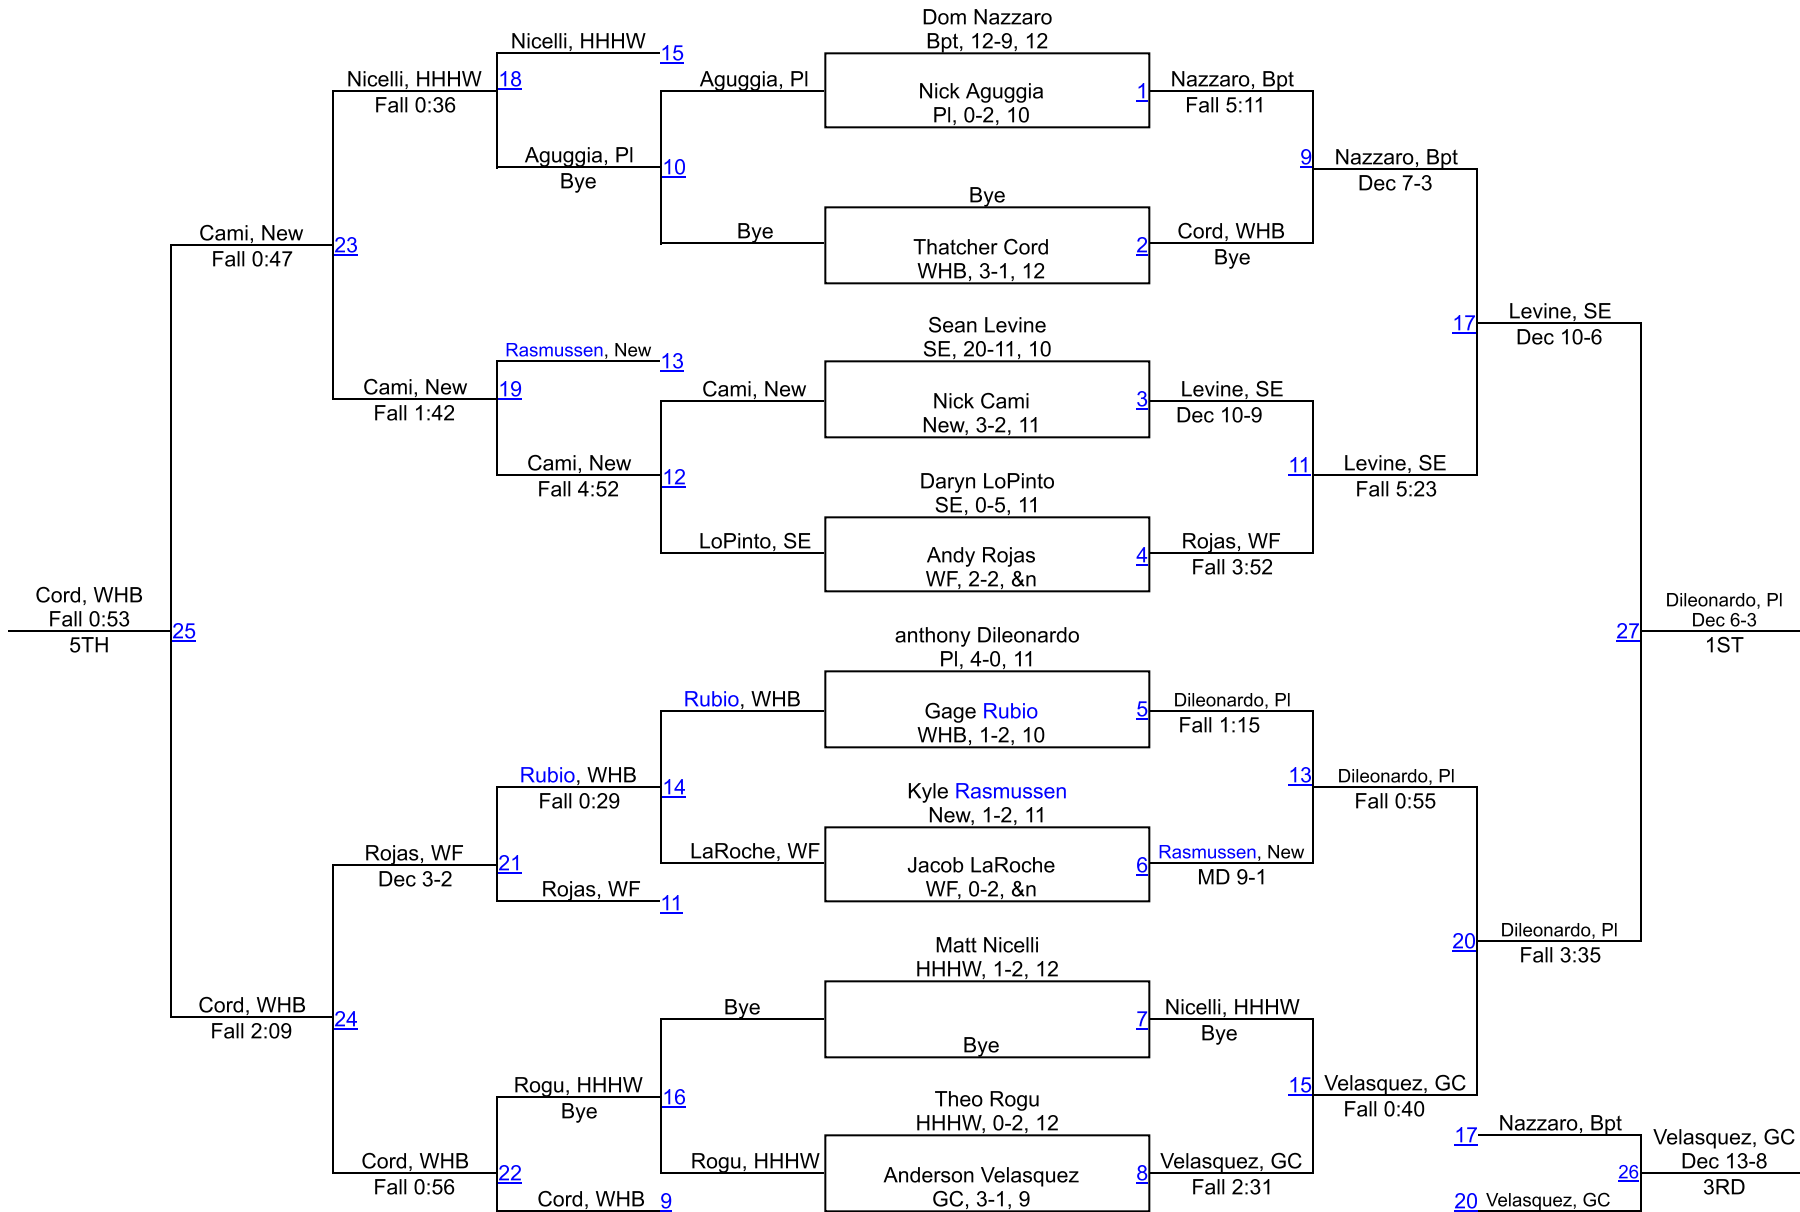 Dom Nazzaro
Bpt, 12-9, 12
Nicelli, HHHW
15
Nicelli, HHHW
18
Fall 0:36
Aguggia, Pl
Nick Aguggia
Pl, 0-2, 10
1
Nazzaro, Bpt
Fall 5:11
Aguggia, Pl
Bye
10
9
Nazzaro, Bpt
Dec 7-3
Bye
Bye
Thatcher Cord
WHB, 3-1, 12
2
Cord, WHB
Bye
Cami, New
Fall 0:47
23
Sean Levine
SE, 20-11, 10
17
Levine, SE
Dec 10-6
Rasmussen, New
13
Cami, New
19
Fall 1:42
Cami, New
Nick Cami
New, 3-2, 11
3
Levine, SE
Dec 10-9
Cami, New
Fall 4:52
12
11
Levine, SE
Fall 5:23
Daryn LoPinto
SE, 0-5, 11
LoPinto, SE
Andy Rojas
WF, 2-2, &n
4
Rojas, WF
Fall 3:52
Cord, WHB
Fall 0:53
25
5TH
27
Dileonardo, Pl
Dec 6-3
1ST
anthony Dileonardo
Pl, 4-0, 11
Rubio, WHB
Gage Rubio
WHB, 1-2, 10
5
Dileonardo, Pl
Fall 1:15
Rubio, WHB
Fall 0:29
14
13
Dileonardo, Pl
Fall 0:55
Kyle Rasmussen
New, 1-2, 11
LaRoche, WF
Jacob LaRoche
WF, 0-2, &n
6
Rasmussen, New
MD 9-1
Rojas, WF
Dec 3-2
21
Rojas, WF
11
Matt Nicelli
HHHW, 1-2, 12
20
Dileonardo, Pl
Fall 3:35
Cord, WHB
Fall 2:09
24
Bye
Bye
7
Nicelli, HHHW
Bye
Rogu, HHHW
Bye
16
15
Velasquez, GC
Fall 0:40
Theo Rogu
HHHW, 0-2, 12
Cord, WHB
Fall 0:56
22
Rogu, HHHW
Anderson Velasquez
GC, 3-1, 9
8
Velasquez, GC
Fall 2:31
Cord, WHB
9
17
Nazzaro, Bpt
26
Velasquez, GC
Dec 13-8
3RD
20
Velasquez, GC